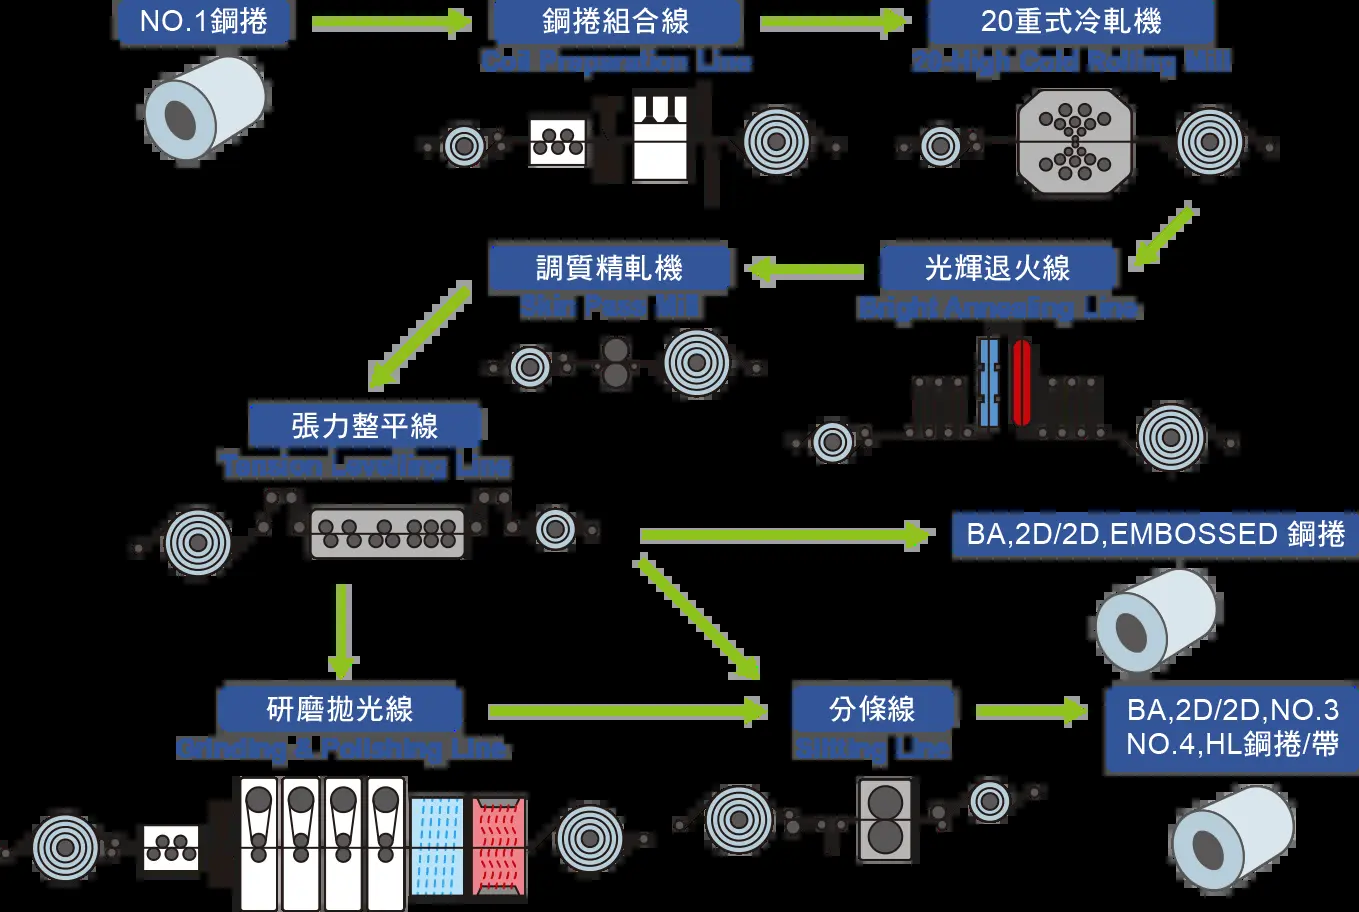 NO.1鋼捲
鋼捲組合線
Coil Preparation Line
20重式冷軋機
20-High Cold Rolling Mill
調質精軋機
Skin Pass Mill
光輝退火線
Bright Annealing Line
張力整平線
Tension Levelling Line
BA,2D/2D,EMBOSSED 鋼捲
研磨拋光線
Grinding & Polishing Line
分條線
Slitting Line
BA,2D/2D,NO.3
NO.4,HL鋼捲/帶